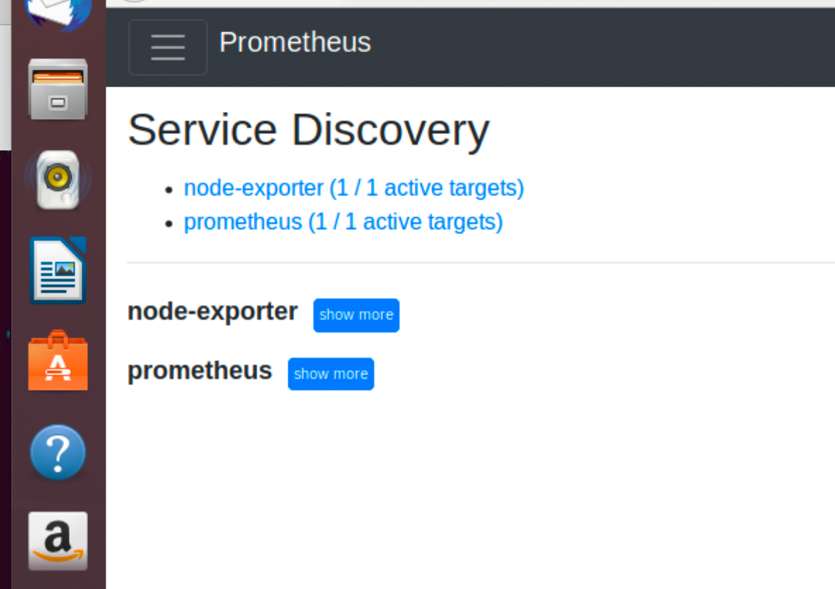 Prometheus
Service Discovery
node-exporter (1 / 1 active targets)
prometheus (1 / 1 active targets)
node-exporter show more
prometheus show more
A
?
a